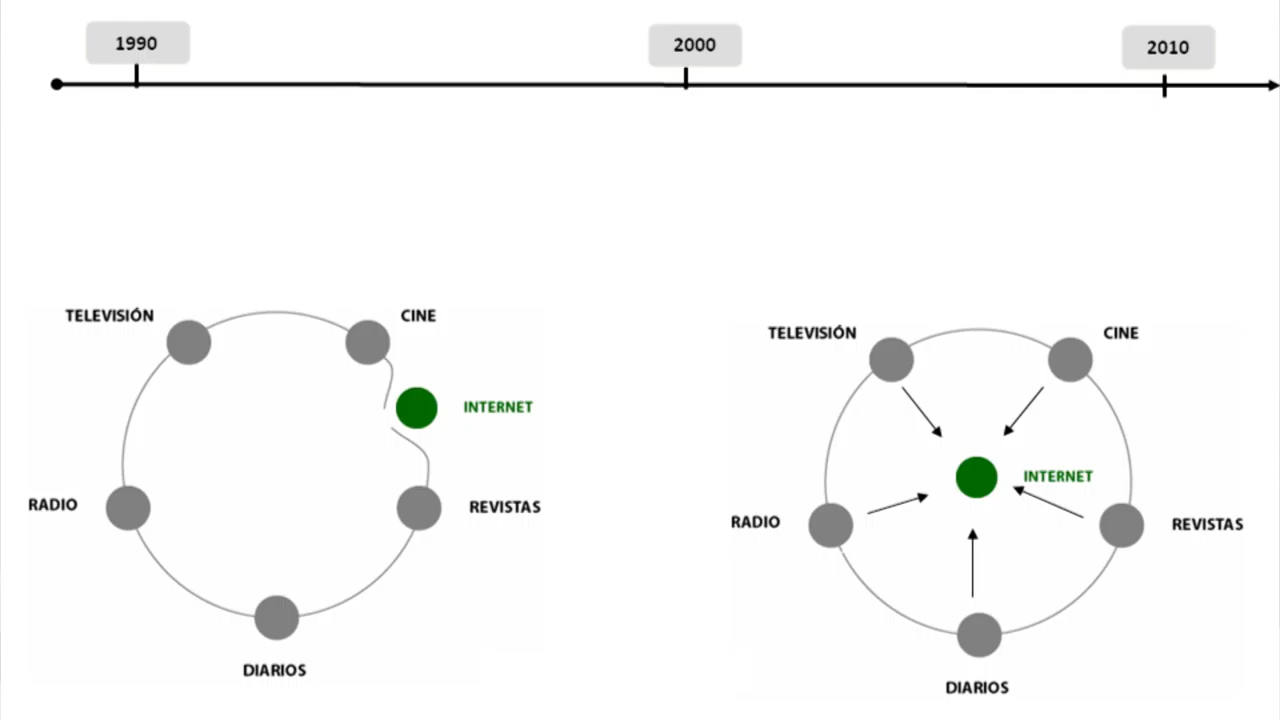 1990
2000
2010
TELEVISIÓN
CINE
INTERNET
RADIO
REVISTAS
DIARIOS
TELEVISIÓN
CINE
INTERNET
RADIO
REVISTAS
DIARIOS